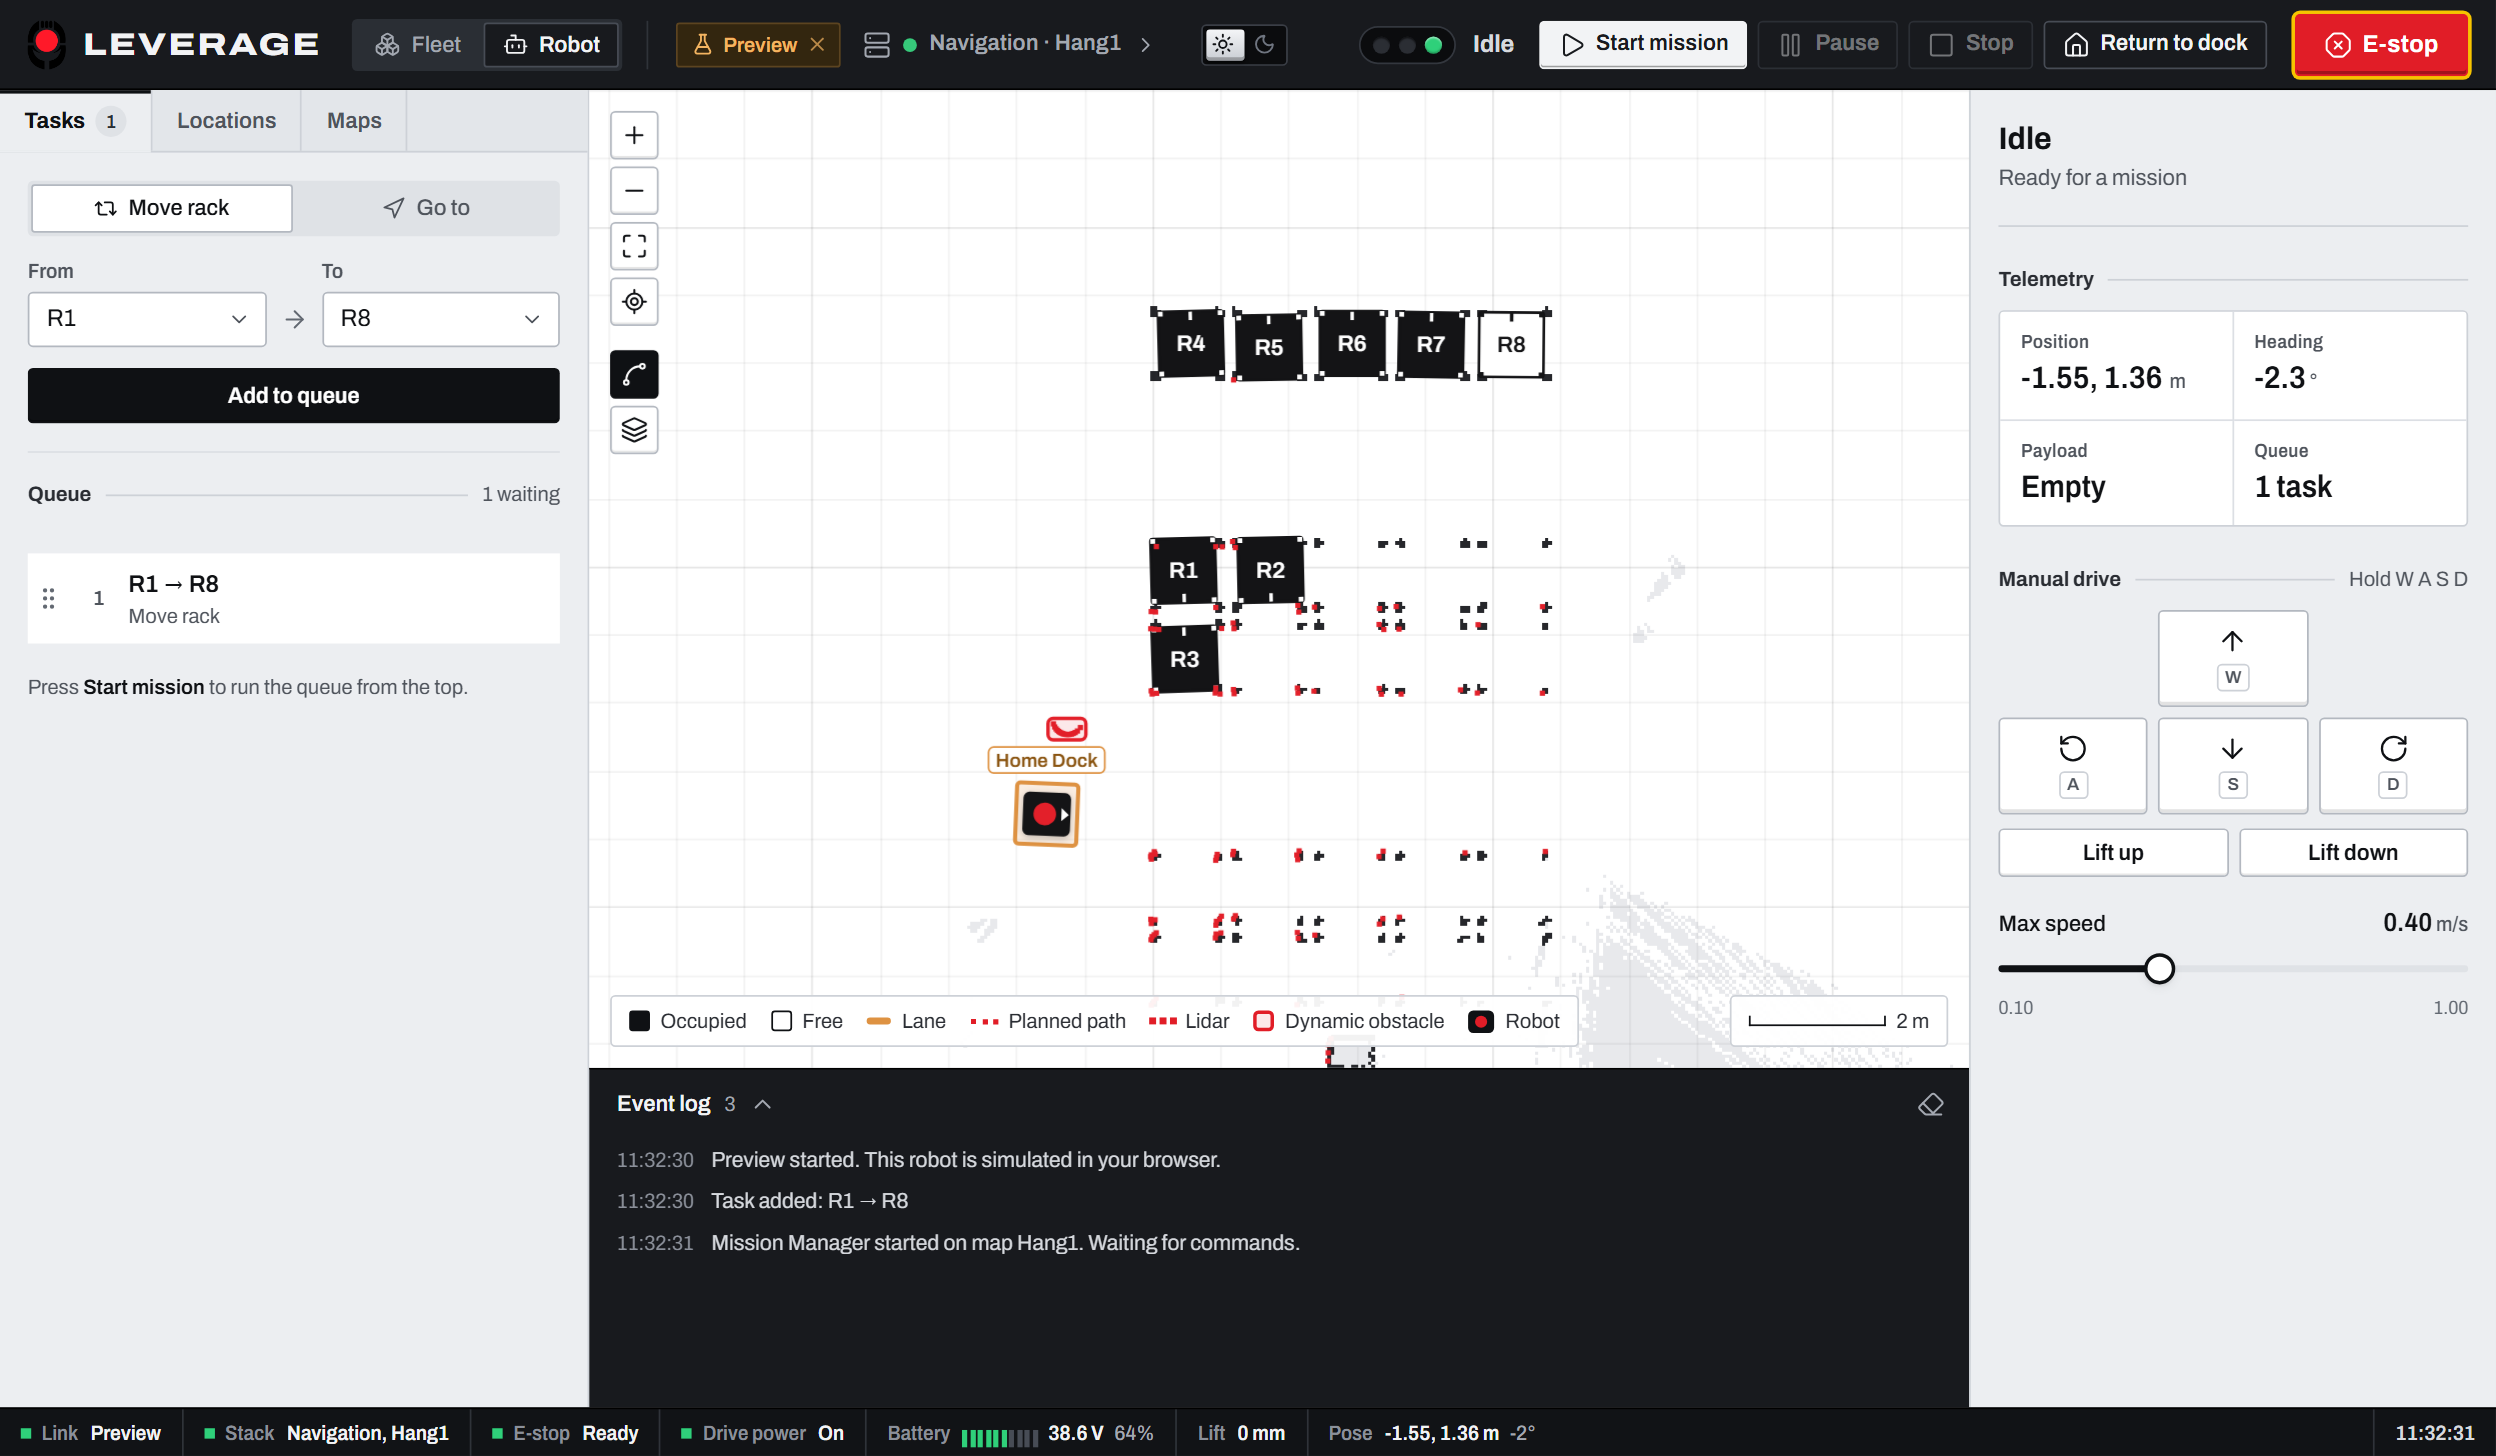 LEVERAGE
Fleet
Robot
Preview
Navigation · Hang1
Idle
Start mission
Pause
Stop
Return to dock
E-stop
Tasks 1
Locations
Maps
Move rack
Go to
From
To
R1
R8
Add to queue
Queue
1 waiting
1
R1 → R8
Move rack
Press Start mission to run the queue from the top.
R4
R5
R6
R7
R8
R1
R2
R3
Home Dock
Occupied
Free
Lane
Planned path
Lidar
Dynamic obstacle
Robot
2 m
Event log 3
11:32:30 Preview started. This robot is simulated in your browser.
11:32:30 Task added: R1 → R8
11:32:31 Mission Manager started on map Hang1. Waiting for commands.
Idle
Ready for a mission
Telemetry
Position
-1.55, 1.36 m
Heading
-2.3°
Payload
Empty
Queue
1 task
Manual drive
Hold W A S D
W
A
S
D
Lift up
Lift down
Max speed
0.40 m/s
0.10
1.00
Link Preview
Stack Navigation, Hang1
E-stop Ready
Drive power On
Battery 38.6 V 64%
Lift 0 mm
Pose -1.55, 1.36 m -2°
11:32:31